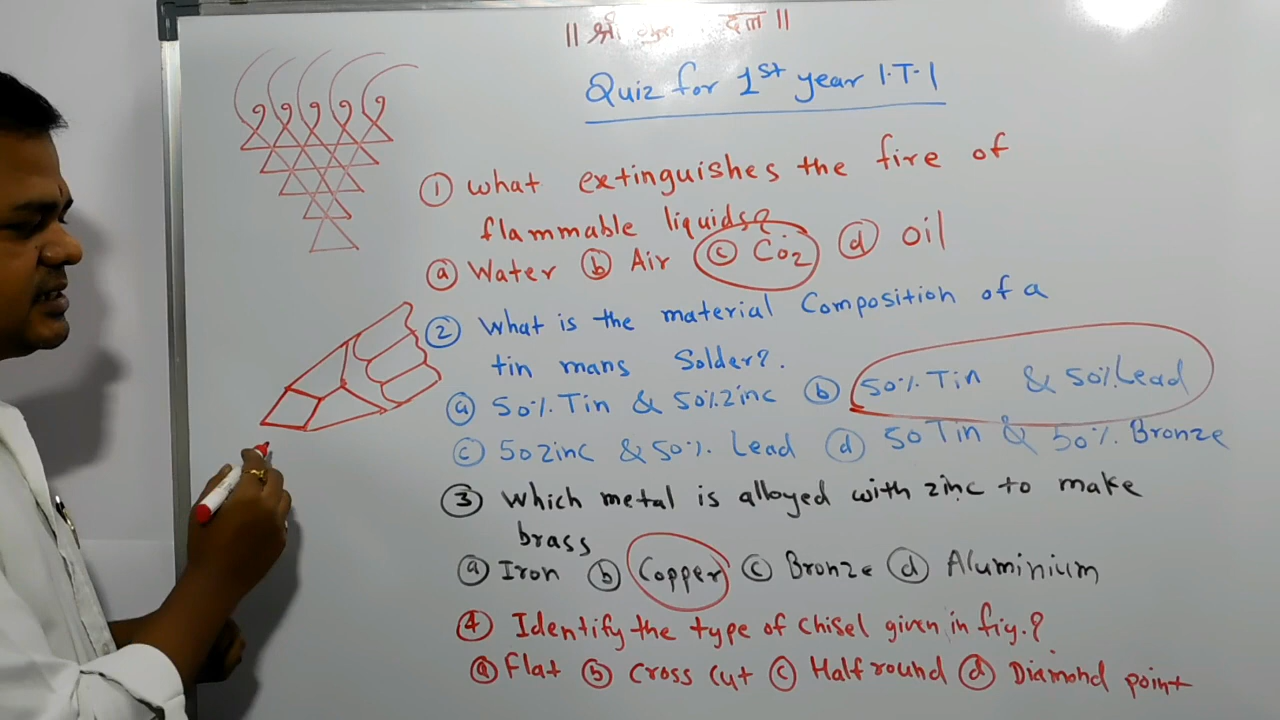 || श्री दत्त ||
Quiz for 1st year I.T.I
① What extinguishes the fire of
flammable liquids?
ⓐ Water ⓑ Air ⓒ Co₂ ⓓ oil
② What is the material Composition of a
tin mans Solder?.
ⓐ 50% Tin & 50% Zinc ⓑ 50% Tin & 50% Lead
ⓒ 50 zinc & 50% Lead ⓓ 50 Tin & 50% Bronze
③ Which metal is alloyed with zinc to make
brass
ⓐ Iron ⓑ Copper ⓒ Bronze ⓓ Aluminium
④ Identify the type of chisel given in fig.?
ⓐ Flat ⓑ Cross Cut ⓒ Half round ⓓ Diamond point